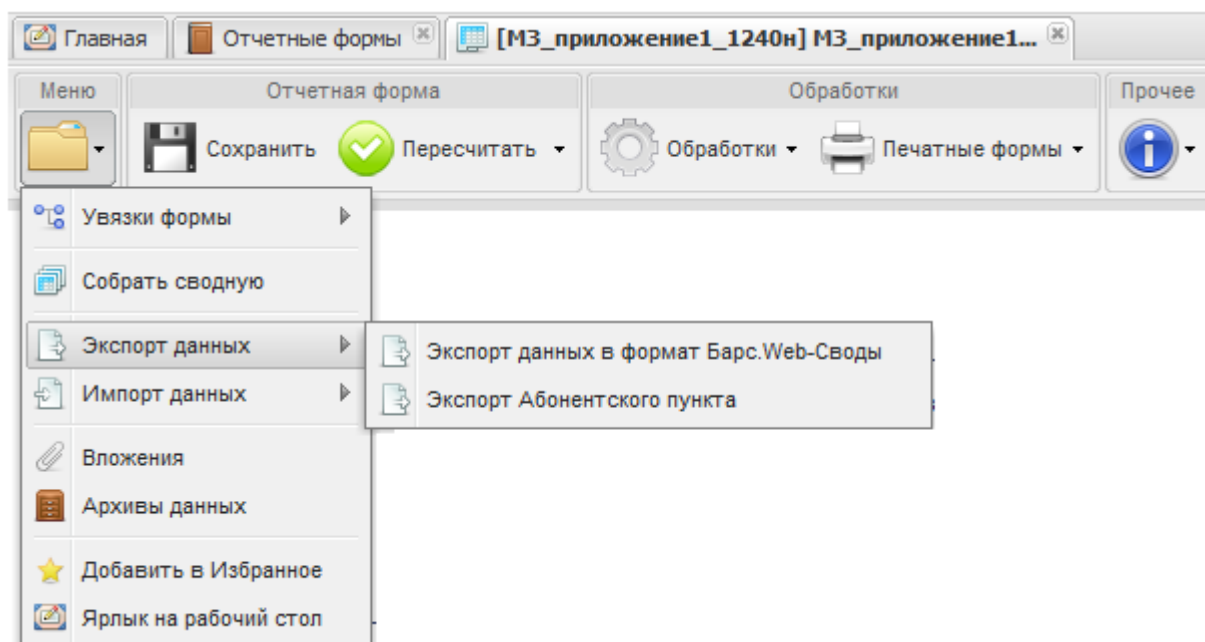 Главная Отчетные формы [МЗ_приложение1_1240н] МЗ_приложение1...
Меню Отчетная форма Обработки Прочее
Сохранить Пересчитать Обработки Печатные формы
Увязки формы
Собрать сводную
Экспорт данных
Экспорт данных в формат Барс.Web-Своды
Импорт данных
Экспорт Абонентского пункта
Вложения
Архивы данных
Добавить в Избранное
Ярлык на рабочий стол